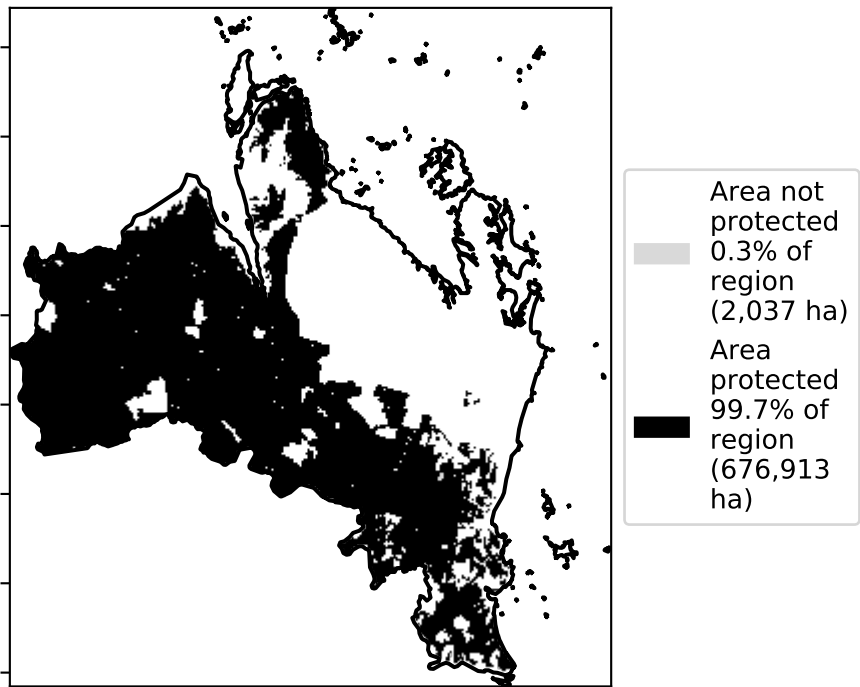 Area not
protected
0.3% of
region
(2,037 ha)
Area
protected
99.7% of
region
(676,913
ha)